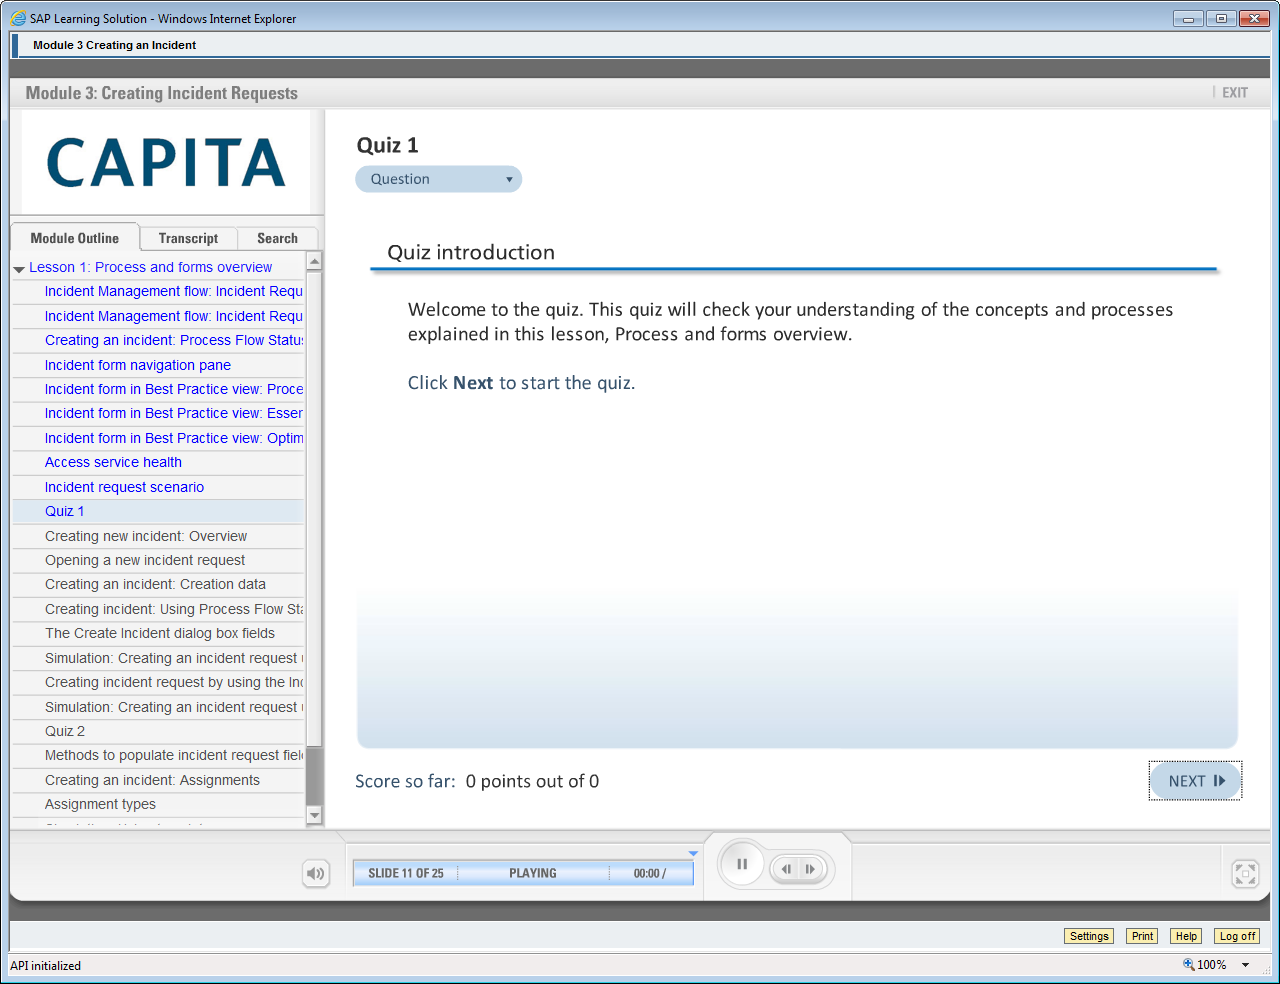 SAP Learning Solution - Windows Internet Explorer
Module 3 Creating an Incident
Module 3: Creating Incident Requests
EXIT
CAPITA
Module Outline
Transcript
Search
Lesson 1: Process and forms overview
Incident Management flow: Incident Requ
Incident Management flow: Incident Requ
Creating an incident: Process Flow Status
Incident form navigation pane
Incident form in Best Practice view: Proce
Incident form in Best Practice view: Essen
Incident form in Best Practice view: Optim
Access service health
Incident request scenario
Quiz 1
Creating new incident: Overview
Opening a new incident request
Creating an incident: Creation data
Creating incident: Using Process Flow Sta
The Create Incident dialog box fields
Simulation: Creating an incident request
Creating incident request by using the Inc
Simulation: Creating an incident request
Quiz 2
Methods to populate incident request field
Creating an incident: Assignments
Assignment types
Quiz 1
Question
Quiz introduction
Welcome to the quiz. This quiz will check your understanding of the concepts and processes
explained in this lesson, Process and forms overview.
Click Next to start the quiz.
Score so far: 0 points out of 0
NEXT
SLIDE 11 OF 25
PLAYING
00:00 /
Settings
Print
Help
Log off
API initialized
100%